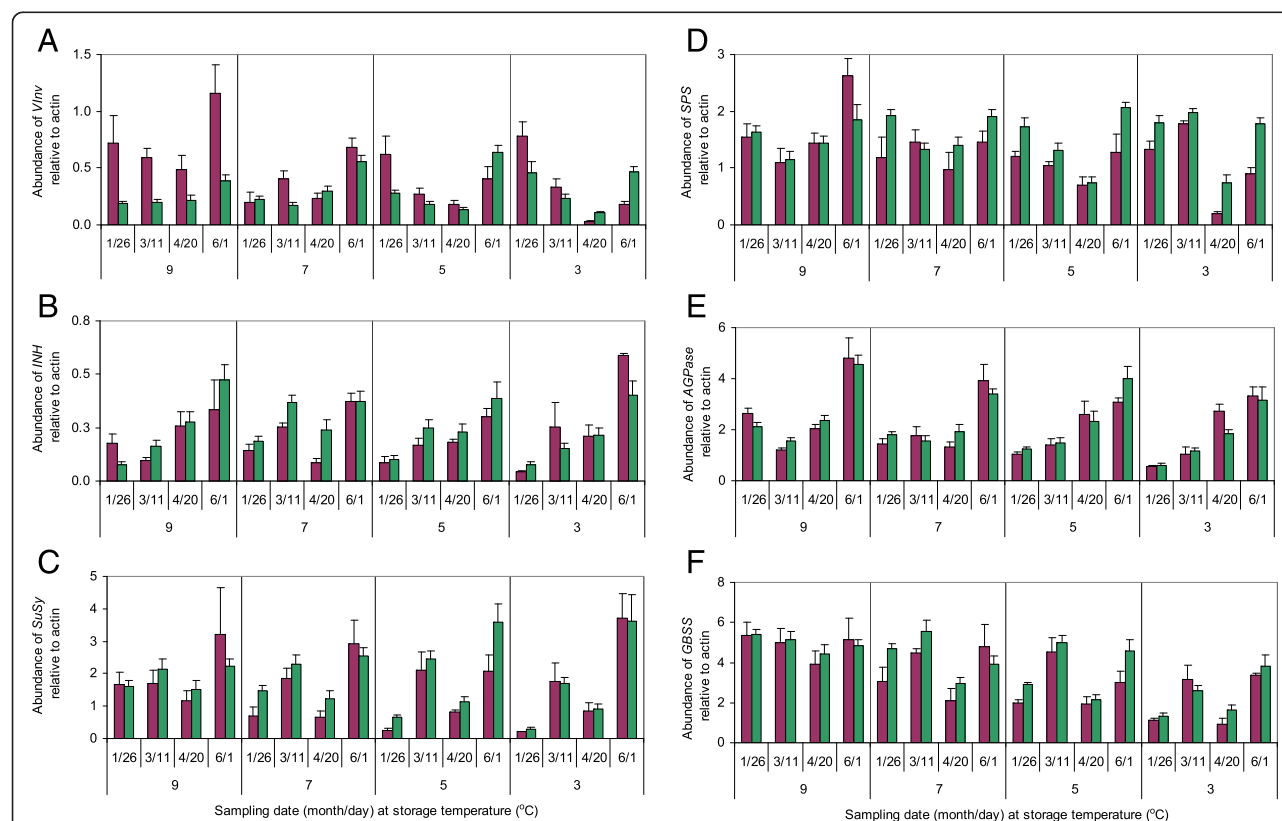 A
Abundance of VInv
relative to actin
1.5
1.0
0.5
0.0
1/26 3/11 4/20 6/1 1/26 3/11 4/20 6/1 1/26 3/11 4/20 6/1 1/26 3/11 4/20 6/1
9 7 5 3
B
Abundance of INH
relative to actin
0.8
0.5
0.3
0.0
1/26 3/11 4/20 6/1 1/26 3/11 4/20 6/1 1/26 3/11 4/20 6/1 1/26 3/11 4/20 6/1
9 7 5 3
C
Abundance of SuSy
relative to actin
5
4
3
2
1
0
1/26 3/11 4/20 6/1 1/26 3/11 4/20 6/1 1/26 3/11 4/20 6/1 1/26 3/11 4/20 6/1
9 7 5 3
Sampling date (month/day) at storage temperature (°C)
D
Abundance of SPS
relative to actin
3
2
1
0
1/26 3/11 4/20 6/1 1/26 3/11 4/20 6/1 1/26 3/11 4/20 6/1 1/26 3/11 4/20 6/1
9 7 5 3
E
Abundance of AGPase
relative to actin
6
4
2
0
1/26 3/11 4/20 6/1 1/26 3/11 4/20 6/1 1/26 3/11 4/20 6/1 1/26 3/11 4/20 6/1
9 7 5 3
F
Abundance of GBSS
relative to actin
8
6
4
2
0
1/26 3/11 4/20 6/1 1/26 3/11 4/20 6/1 1/26 3/11 4/20 6/1 1/26 3/11 4/20 6/1
9 7 5 3
Sampling date (month/day) at storage temperature (°C)